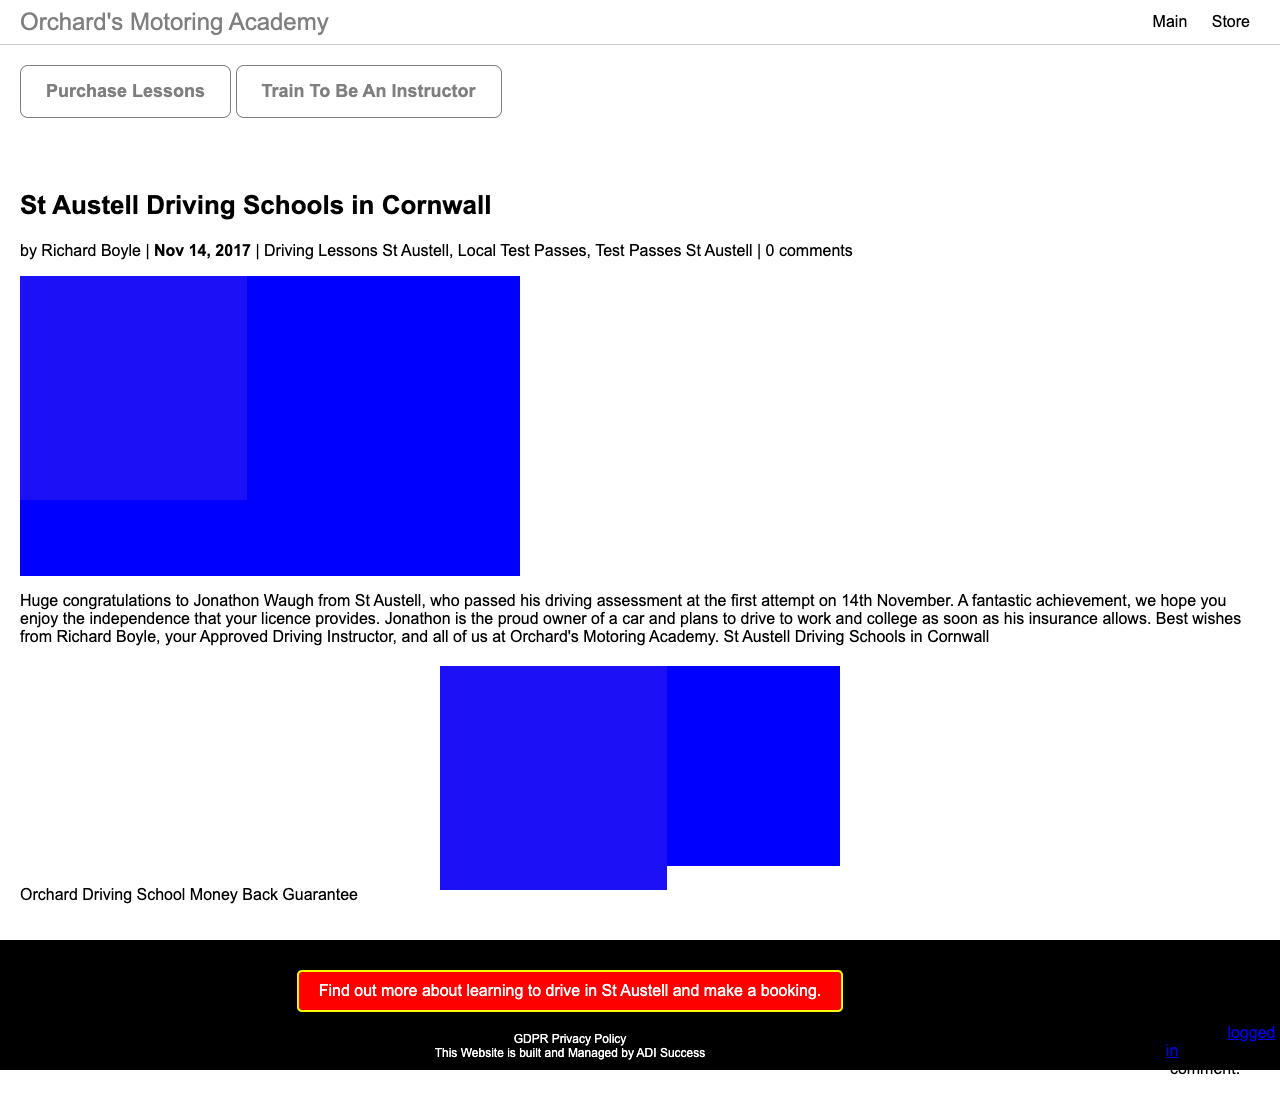 Orchard's Motoring Academy
Main Store
Purchase Lessons Train To Be An Instructor
St Austell Driving Schools in Cornwall
by Richard Boyle | Nov 14, 2017 | Driving Lessons St Austell, Local Test Passes, Test Passes St Austell | 0 comments
Huge congratulations to Jonathon Waugh from St Austell, who passed his driving assessment at the first attempt on 14th November. A fantastic achievement, we hope you
enjoy the independence that your licence provides. Jonathon is the proud owner of a car and plans to drive to work and college as soon as his insurance allows. Best wishes
from Richard Boyle, your Approved Driving Instructor, and all of us at Orchard's Motoring Academy. St Austell Driving Schools in Cornwall
Orchard Driving School Money Back Guarantee
Find out more about learning to drive in St Austell and make a booking.
GDPR Privacy Policy
This Website is built and Managed by ADI Success
logged
in
comment.